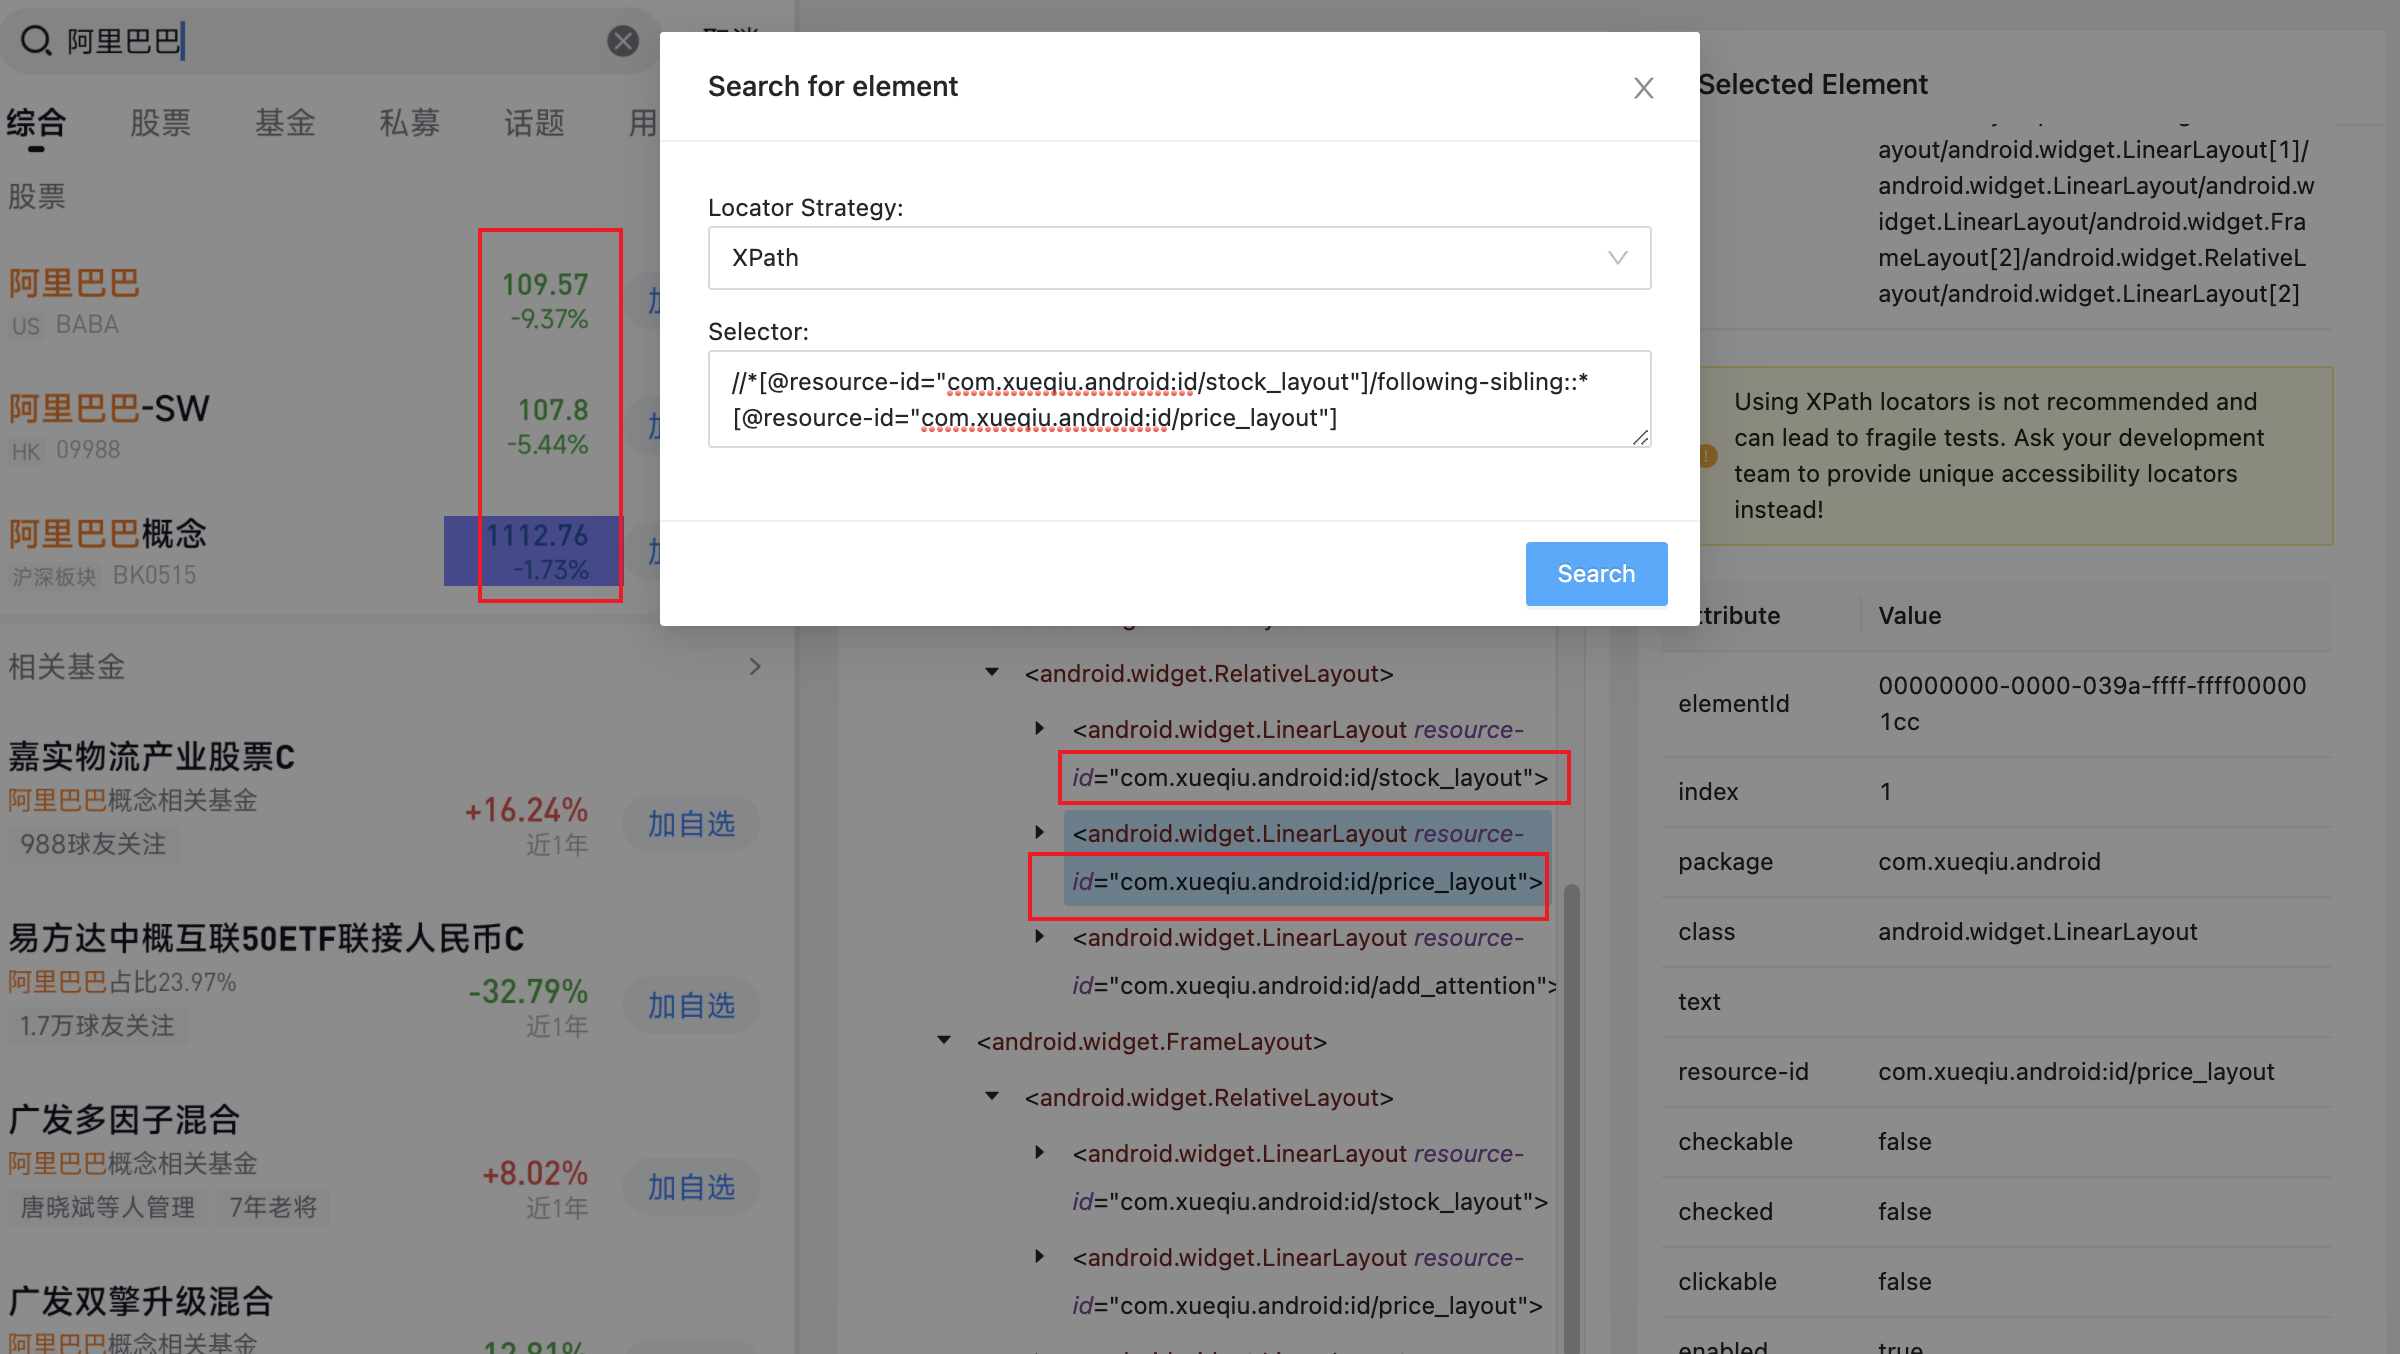 阿里巴巴
综合 股票 基金 私募 话题 用
股票
阿里巴巴 109.57
US BABA -9.37%
阿里巴巴-SW 107.8
HK 09988 -5.44%
阿里巴巴概念 1112.76
沪深板块 BK0515 -1.73%
相关基金
嘉实物流产业股票C
阿里巴巴概念相关基金
988球友关注
+16.24%
近1年
加自选
易方达中概互联50ETF联接人民币C
阿里巴巴占比23.97%
1.7万球友关注
-32.79%
近1年
加自选
广发多因子混合
阿里巴巴概念相关基金
唐晓斌等人管理 7年老将
+8.02%
近1年
加自选
广发双擎升级混合
阿里巴巴概念相关基金
Search for element
Locator Strategy:
XPath
Selector:
//*[@resource-id="com.xueqiu.android:id/stock_layout"]/following-sibling::*
[@resource-id="com.xueqiu.android:id/price_layout"]
Search
<android.widget.RelativeLayout>
<android.widget.LinearLayout resource-
id="com.xueqiu.android:id/stock_layout">
<android.widget.LinearLayout resource-
id="com.xueqiu.android:id/price_layout">
<android.widget.LinearLayout resource-
id="com.xueqiu.android:id/add_attention">
<android.widget.FrameLayout>
<android.widget.RelativeLayout>
<android.widget.LinearLayout resource-
id="com.xueqiu.android:id/stock_layout">
<android.widget.LinearLayout resource-
id="com.xueqiu.android:id/price_layout">
Selected Element
ayout/android.widget.LinearLayout[1]/
android.widget.LinearLayout/android.w
idget.LinearLayout/android.widget.Fra
meLayout[2]/android.widget.RelativeL
ayout/android.widget.LinearLayout[2]
Using XPath locators is not recommended and
can lead to fragile tests. Ask your development
team to provide unique accessibility locators
instead!
ttribute Value
elementId 00000000-0000-039a-ffff-ffff00000
1cc
index 1
package com.xueqiu.android
class android.widget.LinearLayout
text
resource-id com.xueqiu.android:id/price_layout
checkable false
checked false
clickable false
enabled true